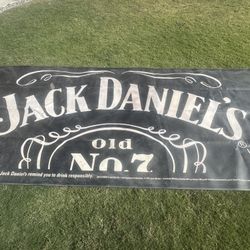 JACK DANIEL'S
Old
No. 7
Jack Daniel's remind you to drink responsibly.